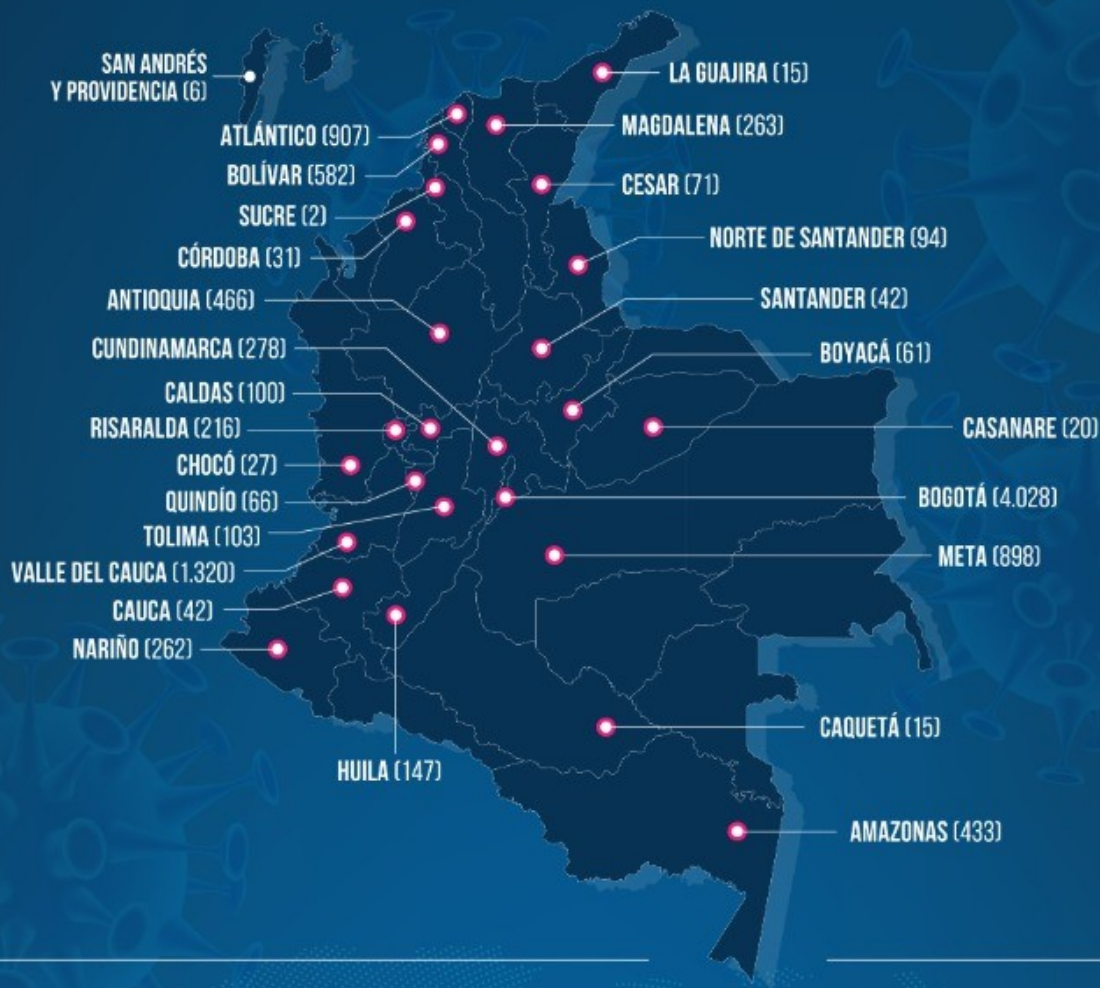 SAN ANDRÉS
Y PROVIDENCIA (6)
ATLÁNTICO (907)
BOLÍVAR (582)
SUCRE (2)
CÓRDOBA (31)
ANTIOQUIA (466)
CUNDINAMARCA (278)
CALDAS (100)
RISARALDA (216)
CHOCÓ (27)
QUINDÍO (66)
TOLIMA (103)
VALLE DEL CAUCA (1.320)
CAUCA (42)
NARIÑO (262)
HUILA (147)
LA GUAJIRA (15)
MAGDALENA (263)
CESAR (71)
NORTE DE SANTANDER (94)
SANTANDER (42)
BOYACÁ (61)
CASANARE (20)
BOGOTÁ (4.028)
META (898)
CAQUETÁ (15)
AMAZONAS (433)